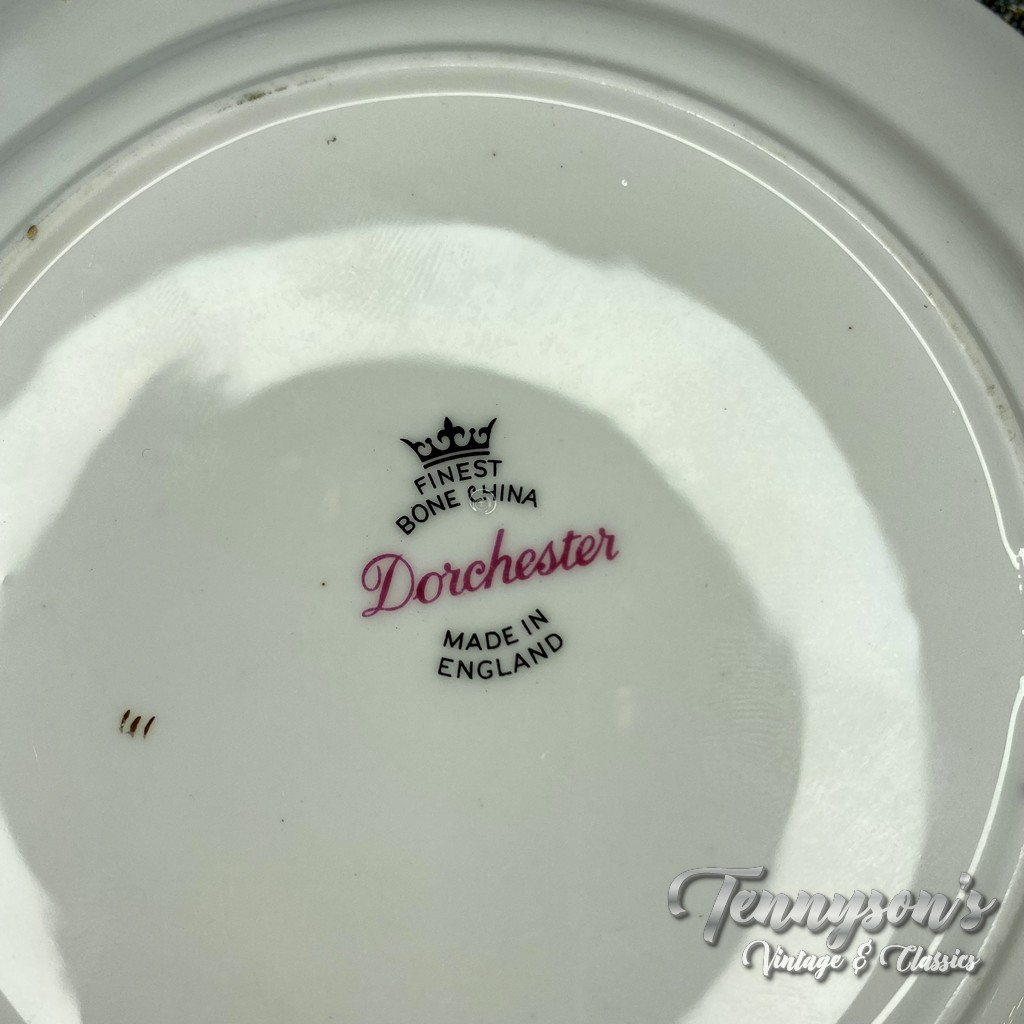 FINEST
BONE CHINA
Dorchester
MADE IN
ENGLAND
Tennyson's
Vintage & Classics